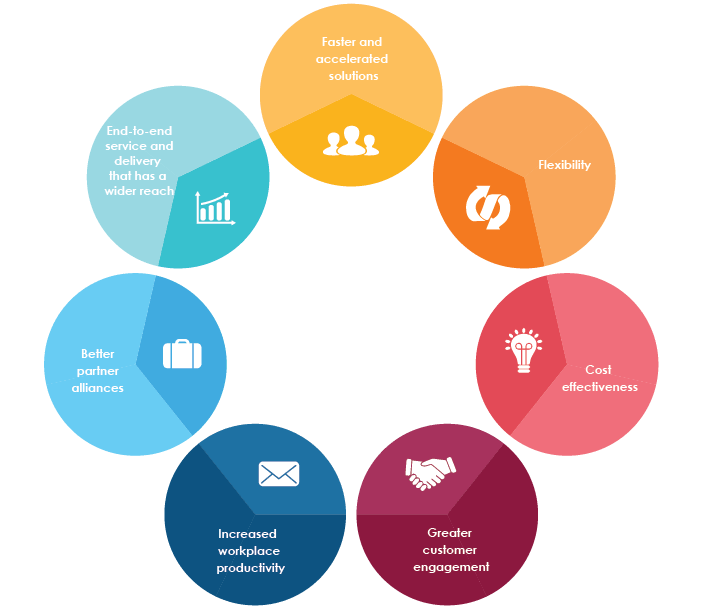 Faster and
accelerated
solutions
Flexibility
Cost
effectiveness
Greater
customer
engagement
Increased
workplace
productivity
Better
partner
alliances
End-to-end
service and
delivery
that has a
wider reach